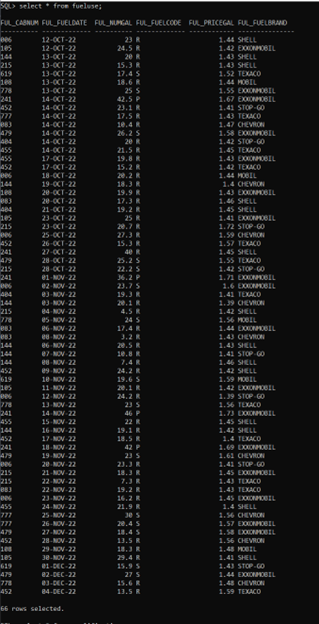 SQL> select * from fueluse;
FUL_CABNUM FUL_FUELDATE FUL_NUMGAL FUL_FUELCODE FUL_PRICEGAL FUL_FUELBRAND
---------- ------------ ---------- ------------ ------------ -------------
006 12-OCT-22 23 R 1.44 SHELL
105 12-OCT-22 24.5 R 1.42 EXXONMOBIL
144 13-OCT-22 20 R 1.43 SHELL
215 13-OCT-22 15.3 R 1.43 SHELL
619 13-OCT-22 17.4 S 1.52 TEXACO
108 13-OCT-22 14 R 1.44 MOBIL
778 13-OCT-22 25 S 1.55 EXXONMOBIL
241 14-OCT-22 42.5 P 1.67 EXXONMOBIL
452 14-OCT-22 23.1 R 1.41 STOP-GO
777 14-OCT-22 17.5 R 1.43 TEXACO
083 14-OCT-22 10.4 R 1.47 CHEVRON
479 14-OCT-22 26.2 S 1.58 EXXONMOBIL
404 14-OCT-22 20 R 1.42 STOP-GO
455 14-OCT-22 21.5 R 1.45 TEXACO
455 17-OCT-22 19.8 R 1.43 EXXONMOBIL
452 17-OCT-22 15.2 R 1.42 TEXACO
006 18-OCT-22 20.2 R 1.44 MOBIL
144 19-OCT-22 18.3 R 1.4 CHEVRON
108 20-OCT-22 19.9 R 1.43 EXXONMOBIL
083 20-OCT-22 17.3 R 1.46 SHELL
404 21-OCT-22 19.2 R 1.45 SHELL
105 23-OCT-22 25 R 1.41 EXXONMOBIL
215 23-OCT-22 20.7 R 1.72 STOP-GO
006 25-OCT-22 27.3 R 1.59 CHEVRON
452 26-OCT-22 15.3 R 1.57 TEXACO
241 27-OCT-22 40 R 1.45 SHELL
479 28-OCT-22 25.2 S 1.55 TEXACO
215 28-OCT-22 22.2 S 1.42 STOP-GO
241 01-NOV-22 36.2 P 1.71 EXXONMOBIL
006 02-NOV-22 23.7 S 1.6 EXXONMOBIL
404 03-NOV-22 19.3 R 1.41 TEXACO
144 03-NOV-22 20.1 R 1.39 CHEVRON
215 04-NOV-22 4.5 R 1.42 SHELL
778 05-NOV-22 24 S 1.56 MOBIL
083 06-NOV-22 17.4 R 1.44 EXXONMOBIL
083 08-NOV-22 3.2 R 1.43 CHEVRON
144 06-NOV-22 20.5 R 1.43 SHELL
144 07-NOV-22 10.8 R 1.41 STOP-GO
144 08-NOV-22 7.4 R 1.46 SHELL
452 09-NOV-22 24.2 R 1.42 SHELL
619 10-NOV-22 19.6 S 1.59 MOBIL
105 11-NOV-22 20.1 R 1.42 EXXONMOBIL
006 12-NOV-22 24.2 R 1.39 STOP-GO
778 13-NOV-22 23 S 1.56 TEXACO
241 14-NOV-22 46 P 1.73 EXXONMOBIL
455 15-NOV-22 22 R 1.45 SHELL
144 16-NOV-22 19.1 R 1.42 SHELL
452 17-NOV-22 18.5 R 1.4 TEXACO
241 18-NOV-22 42 P 1.69 EXXONMOBIL
479 19-NOV-22 23 S 1.61 CHEVRON
006 20-NOV-22 23.3 R 1.41 STOP-GO
215 21-NOV-22 18.3 R 1.45 EXXONMOBIL
215 22-NOV-22 7.3 R 1.43 TEXACO
083 22-NOV-22 19.2 R 1.43 TEXACO
006 23-NOV-22 16.2 R 1.45 EXXONMOBIL
455 24-NOV-22 21.9 R 1.4 SHELL
777 25-NOV-22 30 S 1.56 CHEVRON
777 26-NOV-22 20.4 S 1.57 EXXONMOBIL
479 27-NOV-22 18.4 S 1.58 EXXONMOBIL
452 28-NOV-22 13.5 R 1.56 CHEVRON
108 29-NOV-22 18.3 R 1.48 MOBIL
105 30-NOV-22 29.4 R 1.41 SHELL
619 01-DEC-22 15.9 S 1.43 STOP-GO
479 02-DEC-22 27 S 1.44 EXXONMOBIL
778 03-DEC-22 15.6 R 1.48 CHEVRON
452 04-DEC-22 13.5 R 1.59 TEXACO
66 rows selected.